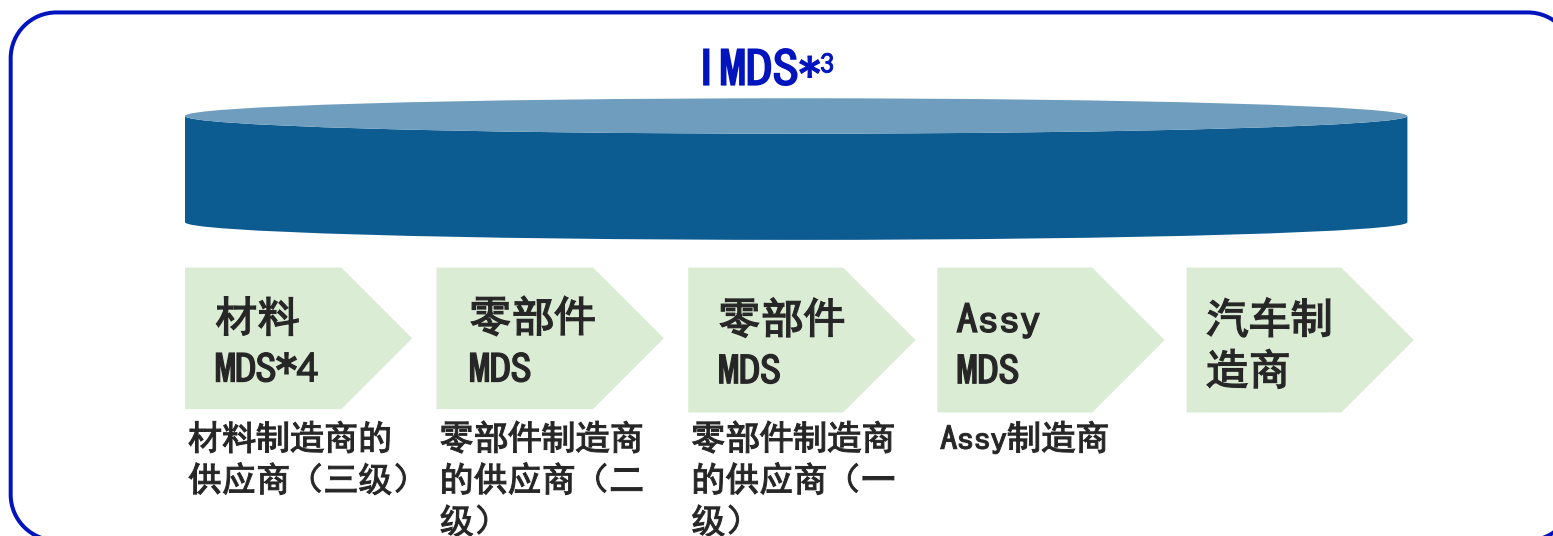 IMDS*3
材料
MDS*4
零部件
MDS
零部件
MDS
Assy
MDS
汽车制
造商
材料制造商的
供应商（三级）
零部件制造商
的供应商（二
级）
零部件制造商
的供应商（一
级）
Assy制造商